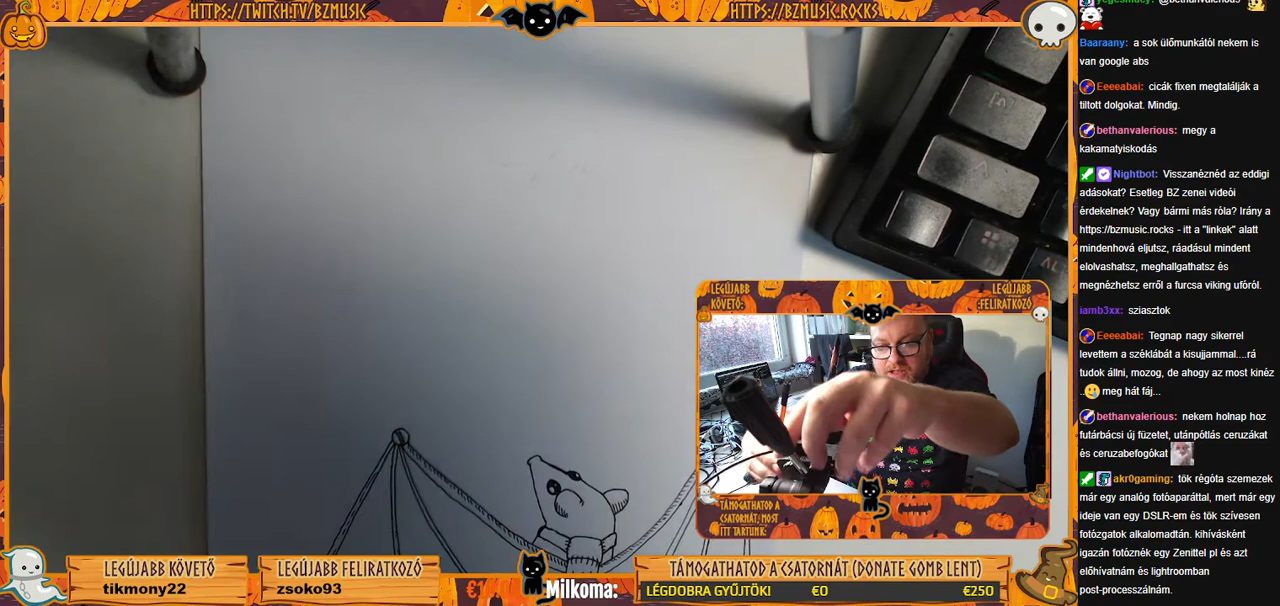 HTTPS://TWITCH.TV/BZMUSIC
HTTPS://BZMUSIC.ROCKS
LEGÚJABB
KÖVETŐ:
LEGÚJABB
FELIRATKOZÓ:
TÁMOGATHATOD A
CSATORNÁT, MOST
ITT TARTUNK:
LEGÚJABB KÖVETŐ
tikmony22
LEGÚJABB FELIRATKOZÓ
zsoko93
Milkoma:
TÁMOGATHATOD A CSATORNÁT (DONATE GOMB LENT)
LÉGDOBRA GYŰJTÖK! €0 €250
Baaraany: a sok ülőmunkától nekem is
van google abs
Eeeeabai: cicák fixen megtalálják a
tiltott dolgokat. Mindig.
bethanvalerious: megy a
kakamatyiskodás
Nightbot: Visszanéznéd az eddigi
adásokat? Esetleg BZ zenei videói
érdekelnek? Vagy bármi más róla? Irány a
https://bzmusic.rocks - itt a "linkek" alatt
mindenhová eljutsz, ráadásul mindent
elolvashatsz, meghallgathatsz és
megnézhetsz erről a furcsa viking ufóról.
iamb3xx: sziasztok
Eeeeabai: Tegnap nagy sikerrel
levettem a széklábát a kisujjammal....rá
tudok állni, mozog, de ahogy az most kinéz
.. meg hát fáj...
bethanvalerious: nekem holnap hoz
futárbácsi új füzetet, utánpótlás ceruzákat
és ceruzabefogókat
akr0gaming: tök régóta szemezek
már egy analóg fotóaparáttal, mert már egy
ideje van egy DSLR-em és tök szívesen
fotózgatok alkalomadtán. kihívásként
igazán fotóznék egy Zenittel pl és azt
előhívatnám és lightroomban
post-processzálnám.